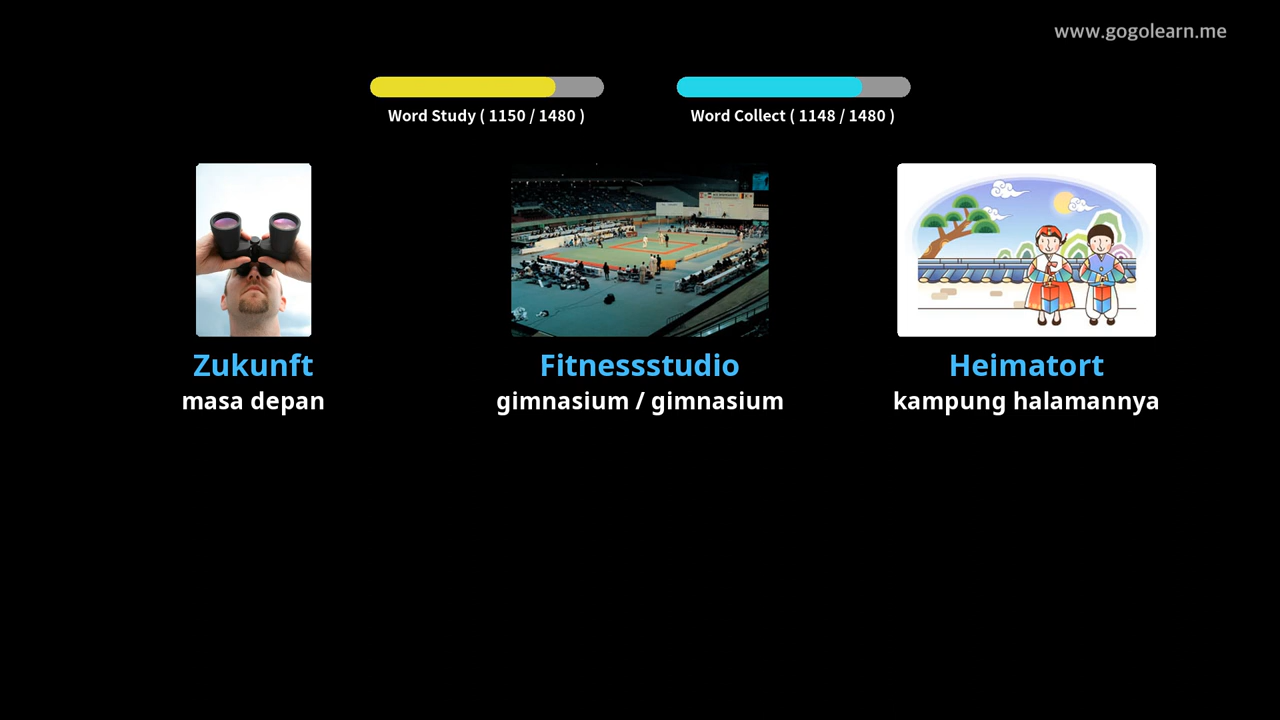 www.gogolearn.me
Word Study ( 1150 / 1480 )
Word Collect ( 1148 / 1480 )
Zukunft
Fitnessstudio
Heimatort
masa depan
gimnasium / gimnasium
kampung halamannya